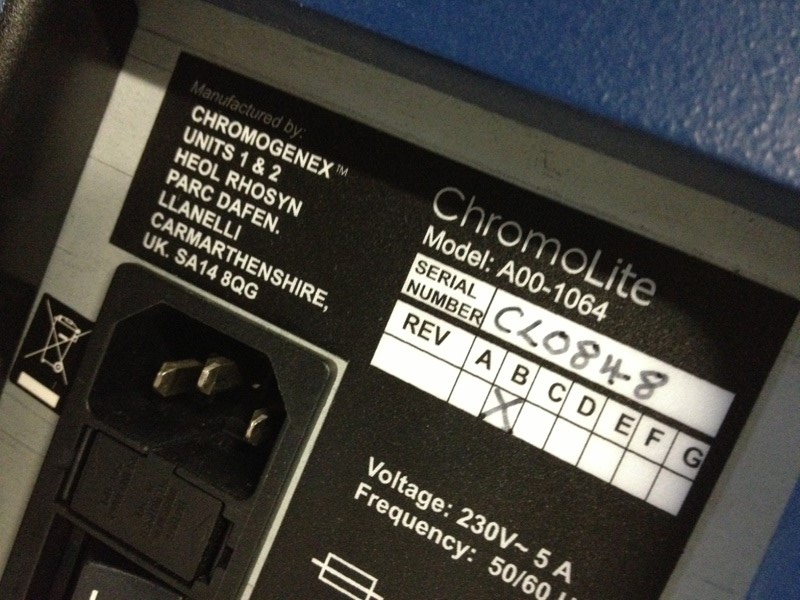 Manufactured by:
CHROMOGENEX™
UNITS 1 & 2
HEOL RHOSYN
PARC DAFEN.
LLANELLI
CARMARTHENSHIRE,
UK. SA14 8QG
ChromoLite
Model: A00-1064
SERIAL
NUMBER
CL0848
REV A B C D E F G
X
Voltage: 230V~ 5 A
Frequency: 50/60